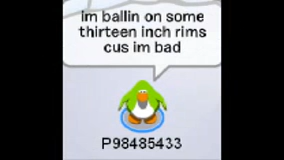 im ballin on some
thirteen inch rims
cus im bad
P98485433